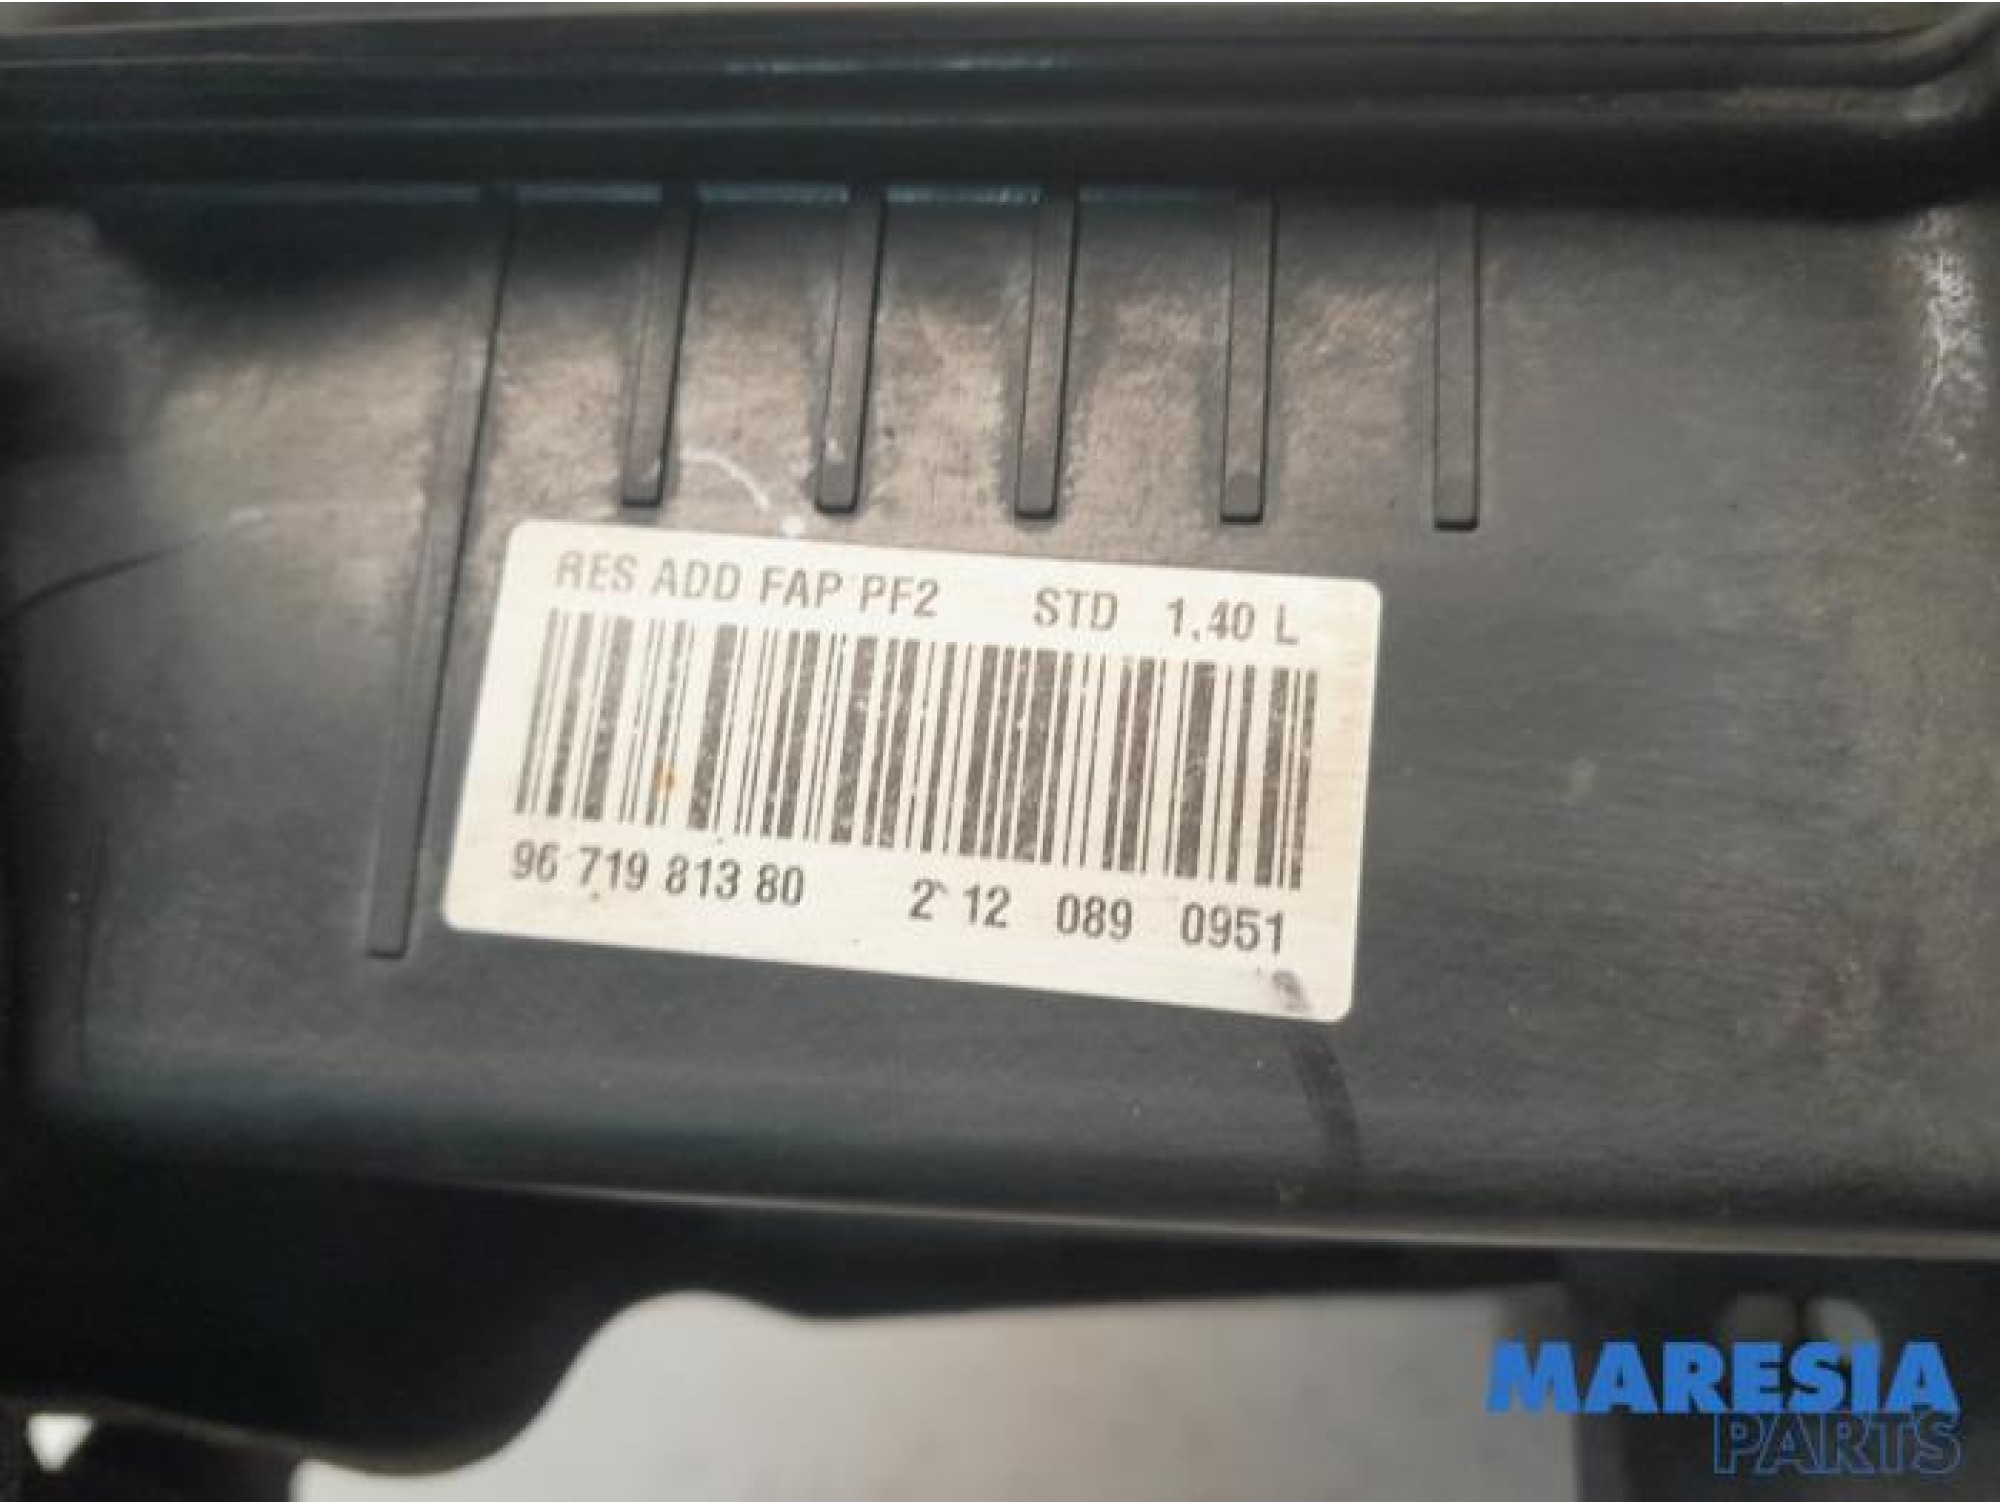 RES ADD FAP PF2 STD 1.40 L
96 719 813 80 2 12 089 0951
MARESIA
PARTS